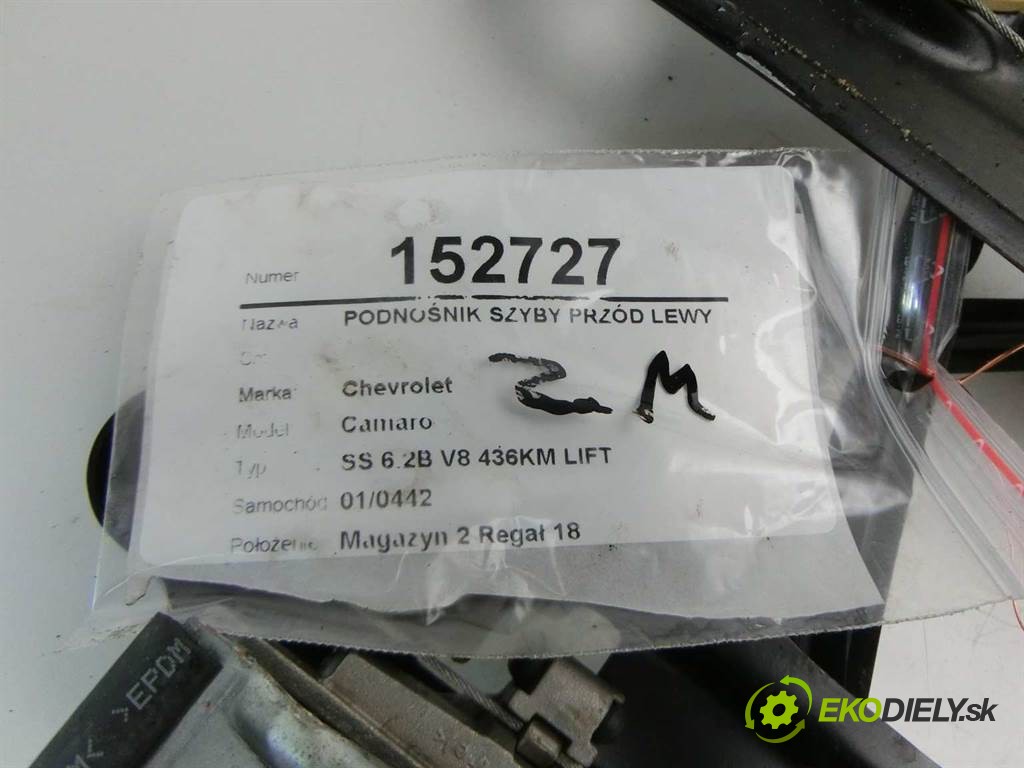 Numer 152727
Nazwa PODNOŚNIK SZYBY PRZÓD LEWY
Marka Chevrolet
Model Camaro
Typ SS 6.2B V8 436KM LIFT
Samochód 01/0442
Położenie Magazyn 2 Regał 18
2 M
>EPDM
EKODIELY.sk